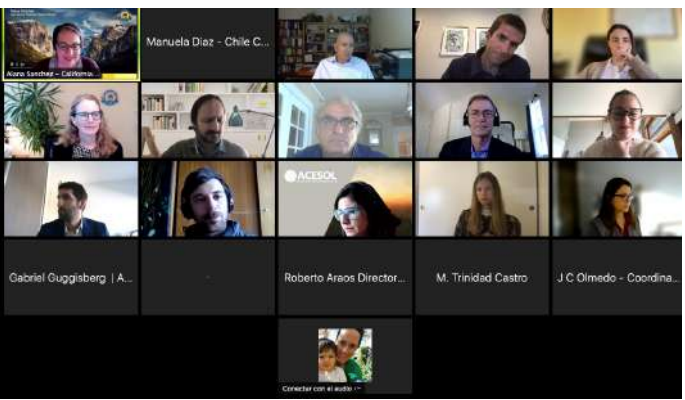 Alana Sanchez – California...
Manuela Diaz - Chile C...
ACESOL
Gabriel Guggisberg | A...
Roberto Araos Director...
M. Trinidad Castro
J C Olmedo - Coordina...
Conectar con el audio